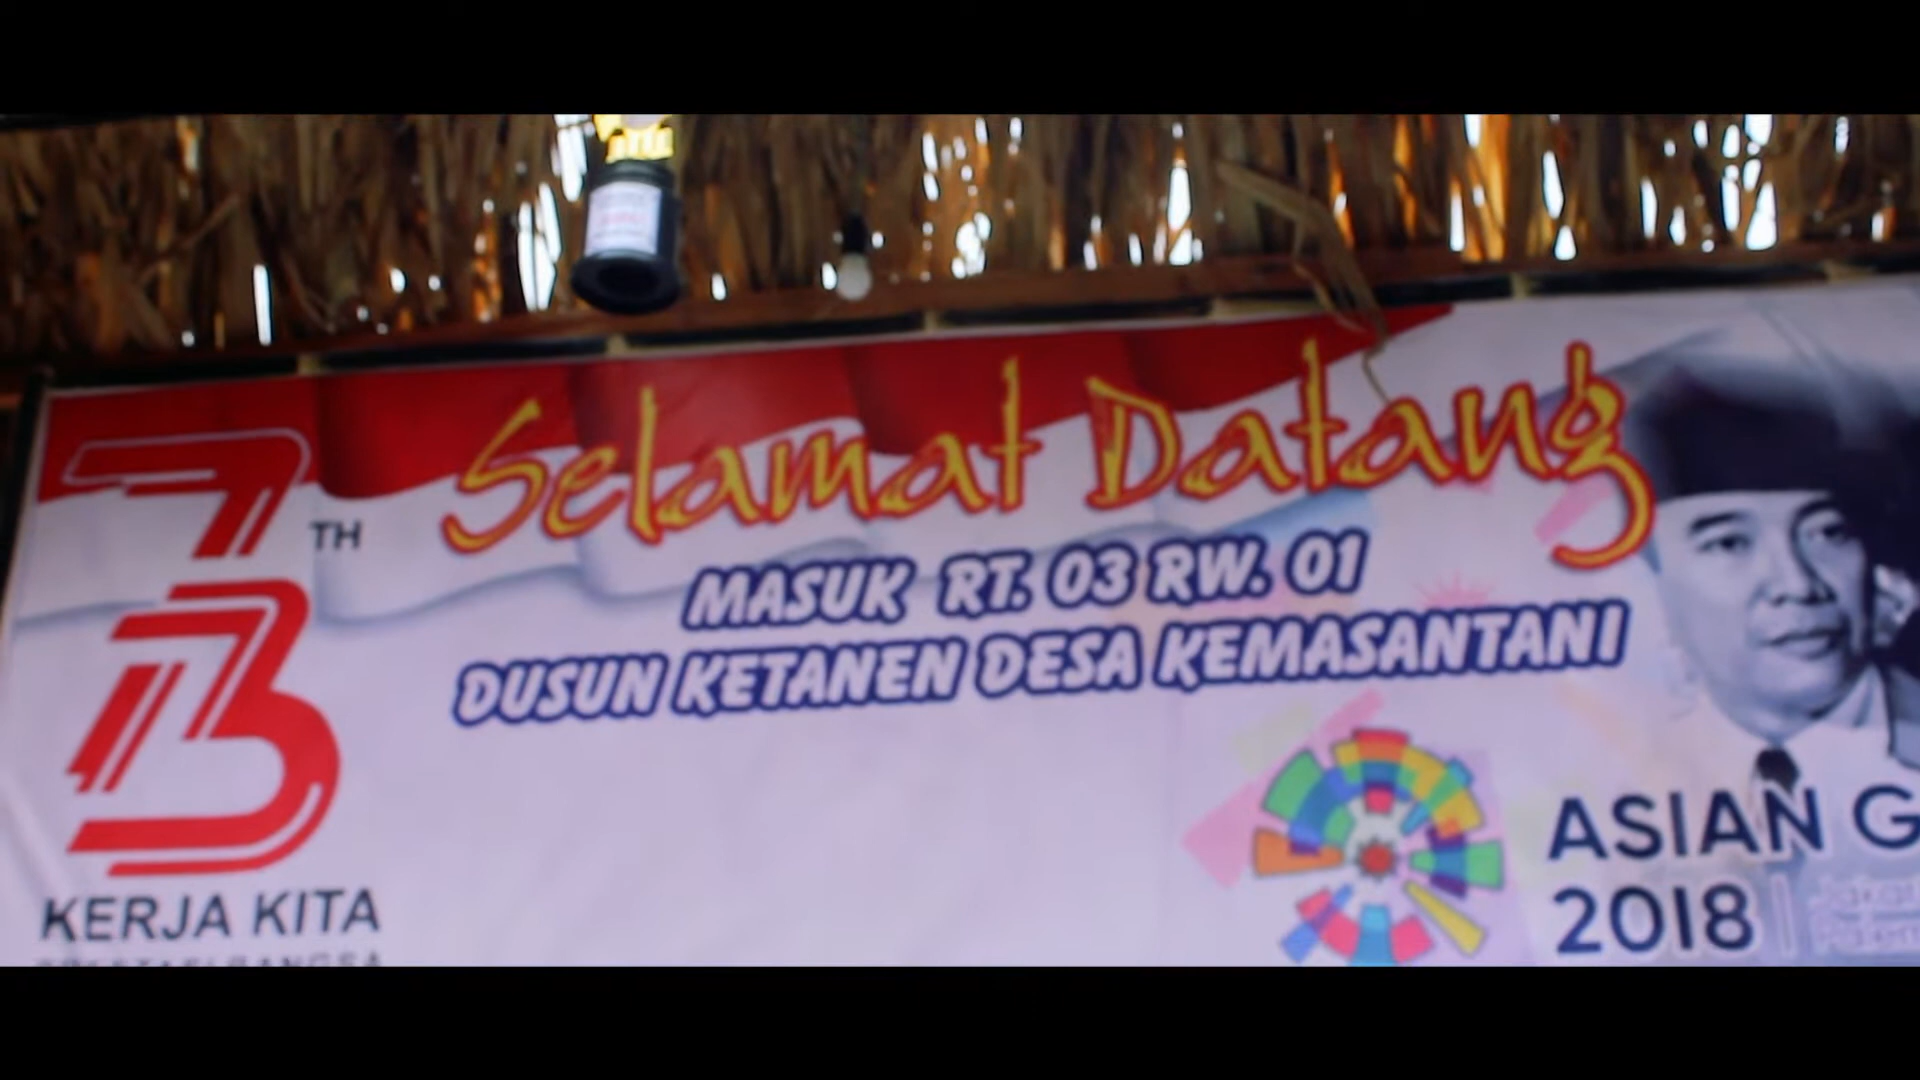 Selamat Datang
MASUK RT. 03 RW. 01
DUSUN KETANEN DESA KEMASANTANI
73 TH
KERJA KITA
ASIAN G
2018